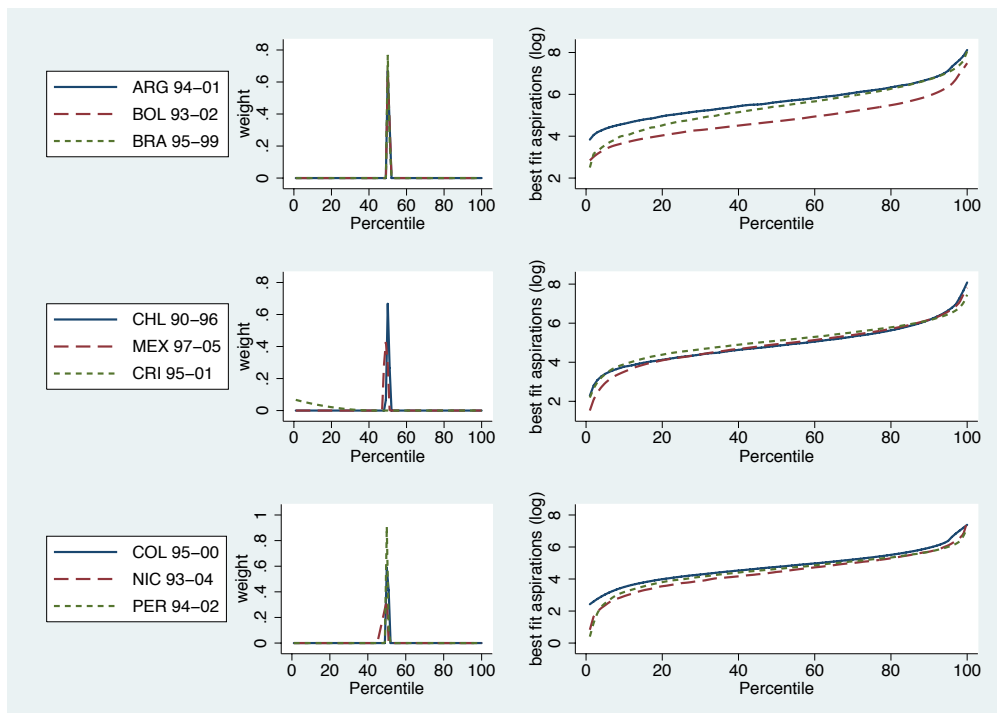 ARG 94–01
BOL 93–02
BRA 95–99
weight
0 .2 .4 .6 .8
0 20 40 60 80 100
Percentile
best fit aspirations (log)
2 4 6 8
0 20 40 60 80 100
Percentile
CHL 90–96
MEX 97–05
CRI 95–01
weight
0 .2 .4 .6 .8
0 20 40 60 80 100
Percentile
best fit aspirations (log)
2 4 6 8
0 20 40 60 80 100
Percentile
COL 95–00
NIC 93–04
PER 94–02
weight
0 .2 .4 .6 .8 1
0 20 40 60 80 100
Percentile
best fit aspirations (log)
0 2 4 6 8
0 20 40 60 80 100
Percentile